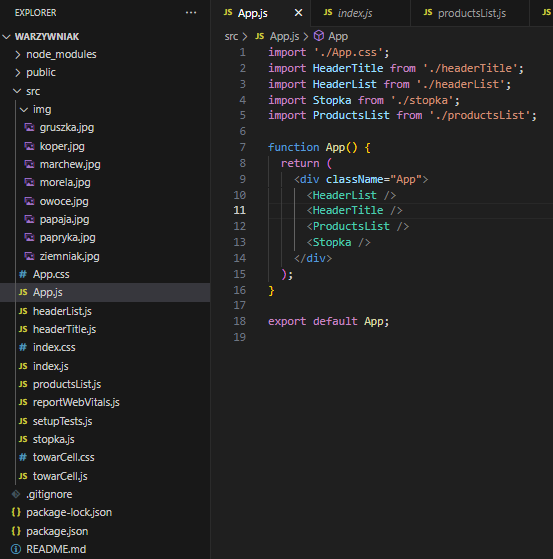 EXPLORER ...
WARZYWNIAK
node_modules
public
src
img
gruszka.jpg
koper.jpg
marchew.jpg
morela.jpg
owoce.jpg
papaja.jpg
papryka.jpg
ziemniak.jpg
# App.css
JS App.js
JS headerList.js
JS headerTitle.js
# index.css
JS index.js
JS productsList.js
JS reportWebVitals.js
JS setupTests.js
JS stopka.js
# towarCell.css
JS towarCell.js
.gitignore
{} package-lock.json
{} package.json
README.md
JS App.js × JS index.js JS productsList.js JS
src > JS App.js > App
1 import './App.css';
2 import HeaderTitle from './headerTitle';
3 import HeaderList from './headerList';
4 import Stopka from './stopka';
5 import ProductsList from './productsList';
6
7 function App() {
8 return (
9 <div className="App">
10 <HeaderList />
11 <HeaderTitle />
12 <ProductsList />
13 <Stopka />
14 </div>
15 );
16 }
17
18 export default App;
19